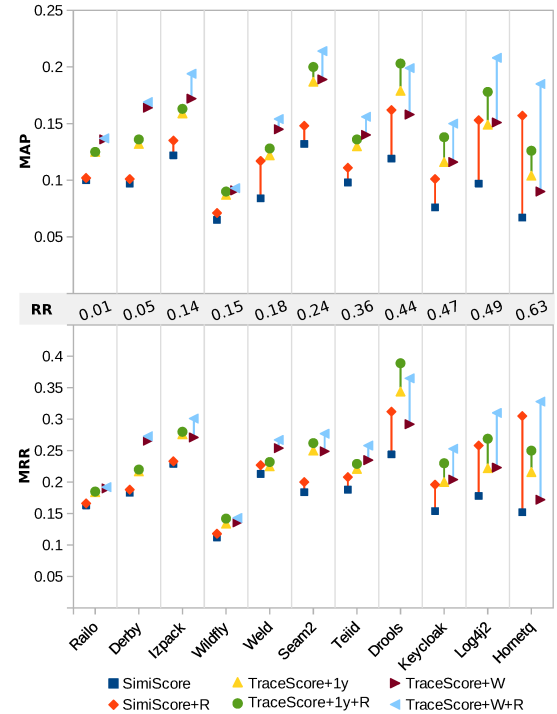 0.25
0.2
0.15
0.1
0.05
MAP
RR 0.01 0.05 0.14 0.15 0.18 0.24 0.36 0.44 0.47 0.49 0.63
0.4
0.35
0.3
0.25
0.2
0.15
0.1
0.05
MRR
Railo Derby Izpack Wildfly Weld Seam2 Teiid Drools Keycloak Log4j2 Hornetq
SimiScore TraceScore+1y TraceScore+W
SimiScore+R TraceScore+1y+R TraceScore+W+R